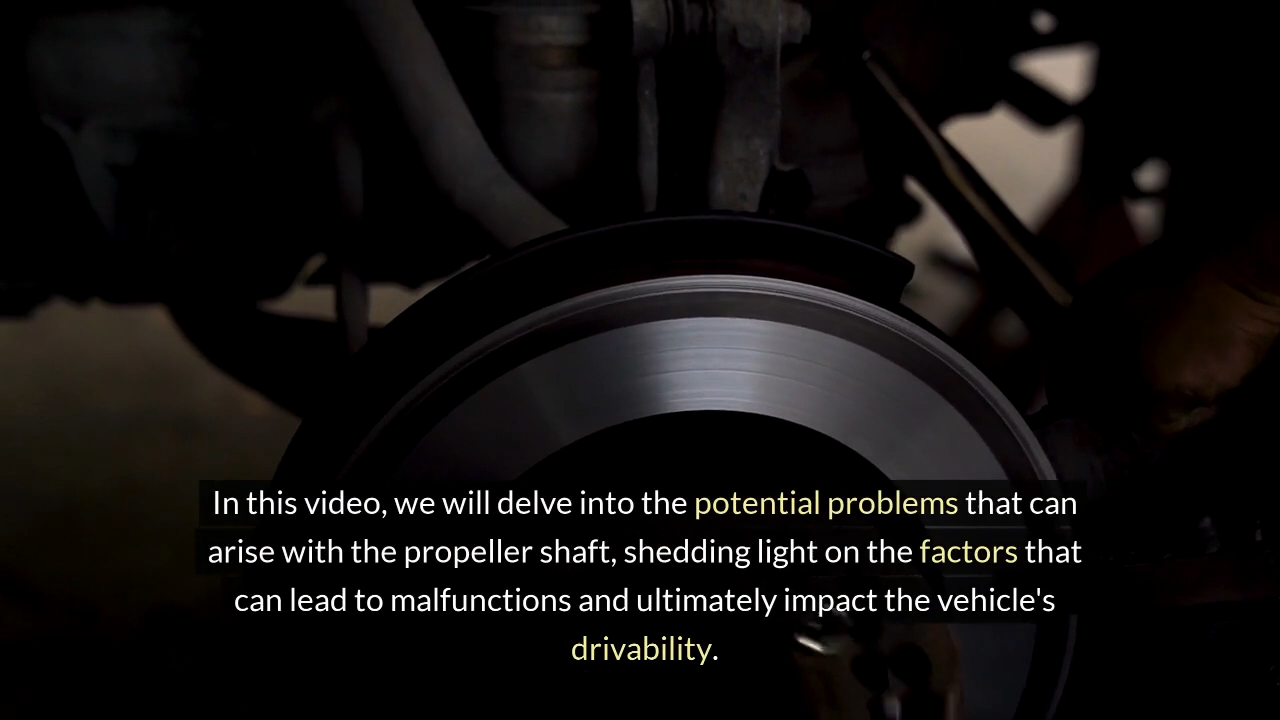 In this video, we will delve into the potential problems that can
arise with the propeller shaft, shedding light on the factors that
can lead to malfunctions and ultimately impact the vehicle's
drivability.